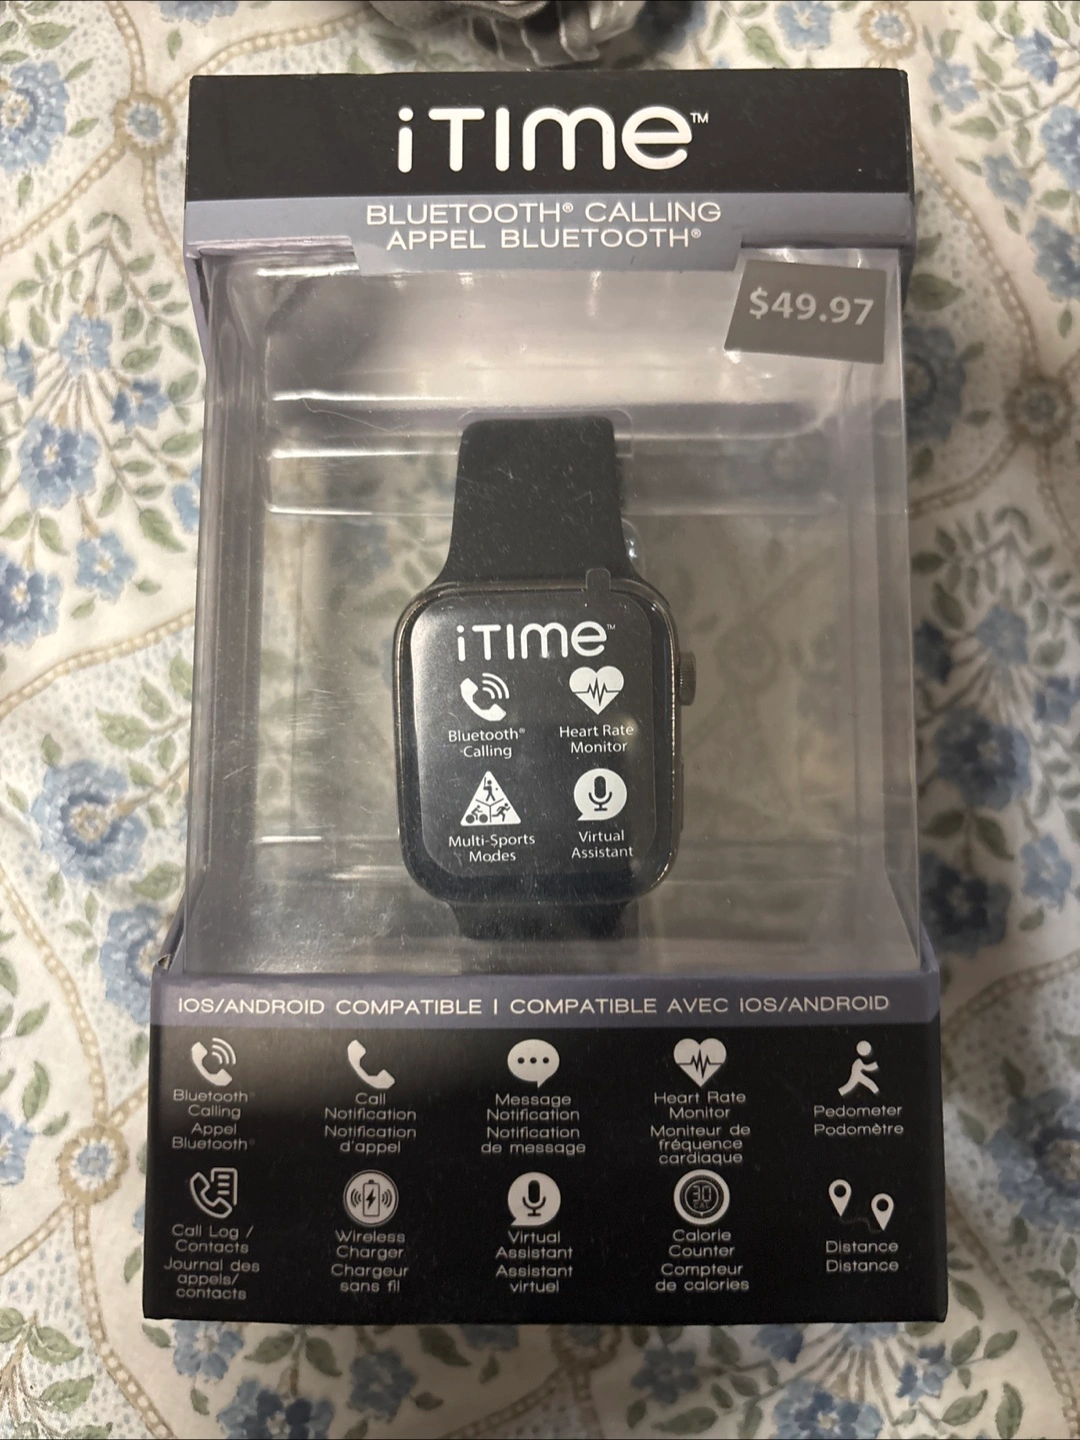 iTIME™
BLUETOOTH® CALLING
APPEL BLUETOOTH®
$49.97
iTIME™
Bluetooth®
Calling
Heart Rate
Monitor
Multi-Sports
Modes
Virtual
Assistant
IOS/ANDROID COMPATIBLE | COMPATIBLE AVEC IOS/ANDROID
Bluetooth®
Calling
Appel
Bluetooth®
Call
Notification
Notification
d'appel
Message
Notification
Notification
de message
Heart Rate
Monitor
Moniteur de
fréquence
cardiaque
Pedometer
Podomètre
Call Log /
Contacts
Journal des
appels/
contacts
Wireless
Charger
Chargeur
sans fil
Virtual
Assistant
Assistant
virtuel
30
CAL
Calorie
Counter
Compteur
de calories
Distance
Distance